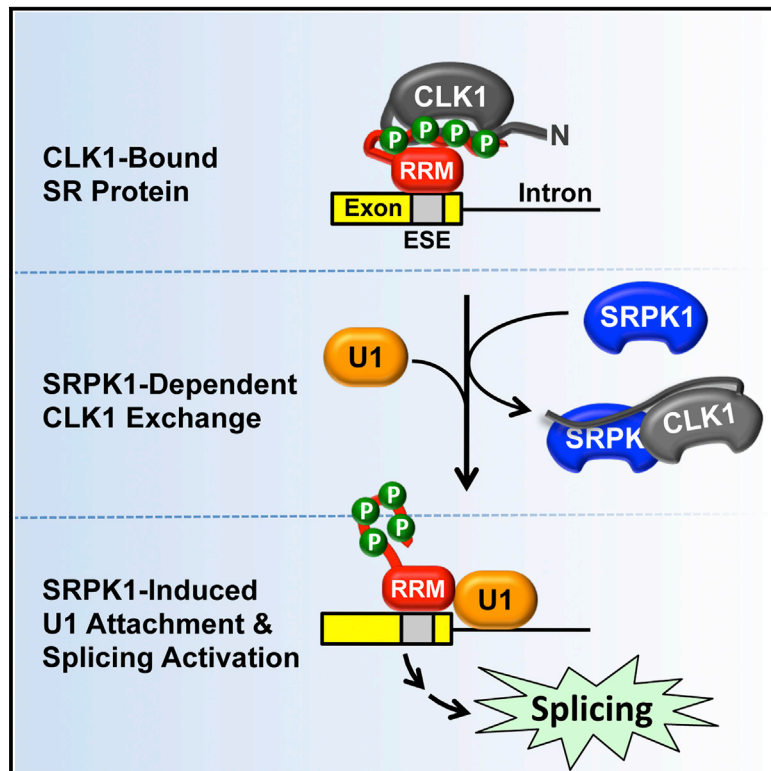 CLK1
P P P P
N
CLK1-Bound
SR Protein
RRM
Exon
Intron
ESE
SRPK1
U1
SRPK1-Dependent
CLK1 Exchange
SRPK
CLK1
P
P
P
P
SRPK1-Induced
U1 Attachment &
Splicing Activation
RRM
U1
Splicing